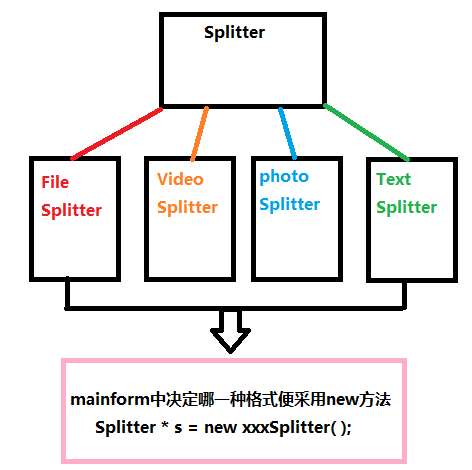 Splitter
File
Splitter
Video
Splitter
photo
Splitter
Text
Splitter
mainform中决定哪一种格式便采用new方法
Splitter * s = new xxxSplitter( );